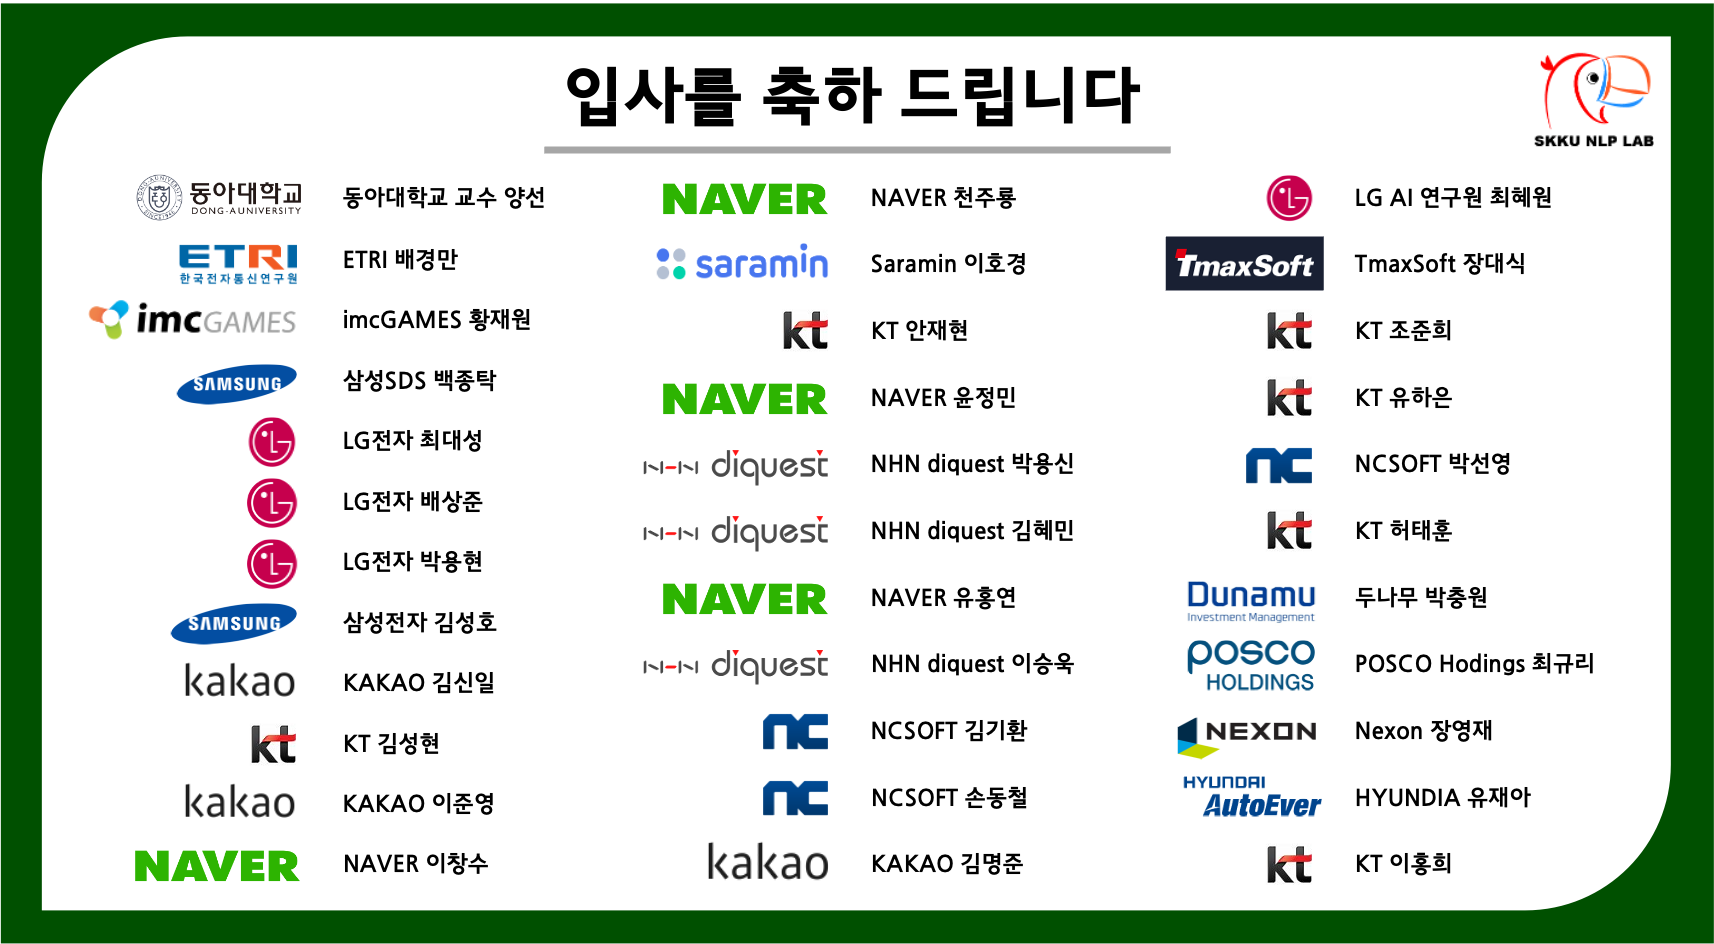 입사를 축하 드립니다
SKKU NLP LAB
동아대학교
DONG-AUNIVERSITY
동아대학교 교수 양선
ETRI
한국전자통신연구원
ETRI 배경만
imcGAMES
imcGAMES 황재원
SAMSUNG
삼성SDS 백종탁
LG
LG전자 최대성
LG
LG전자 배상준
LG
LG전자 박용현
SAMSUNG
삼성전자 김성호
kakao
KAKAO 김신일
kt
KT 김성현
kakao
KAKAO 이준영
NAVER
NAVER 이창수
NAVER
NAVER 천주룡
saramin
Saramin 이호경
kt
KT 안재현
NAVER
NAVER 윤정민
NHN diquest
NHN diquest 박용신
NHN diquest
NHN diquest 김혜민
NAVER
NAVER 유홍연
NHN diquest
NHN diquest 이승욱
nc
NCSOFT 김기환
nc
NCSOFT 손동철
kakao
KAKAO 김명준
LG
LG AI 연구원 최혜원
TmaxSoft
TmaxSoft 장대식
kt
KT 조준희
kt
KT 유하은
nc
NCSOFT 박선영
kt
KT 허태훈
Dunamu
Investment Management
두나무 박충원
posco
HOLDINGS
POSCO Hodings 최규리
NEXON
Nexon 장영재
HYUNDAI
AutoEver
HYUNDIA 유재아
kt
KT 이홍희